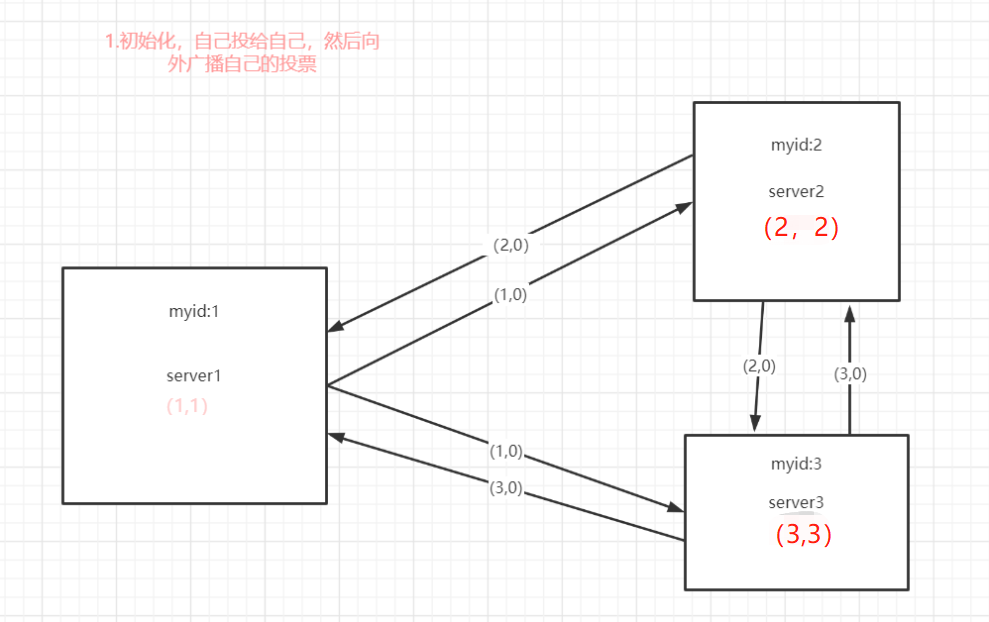 1.初始化，自己投给自己，然后向
外广播自己的投票
myid:2
server2
(2，2)
(2,0)
(1,0)
myid:1
server1
(1,1)
(2,0)
(3,0)
(1,0)
(3,0)
myid:3
server3
(3,3)